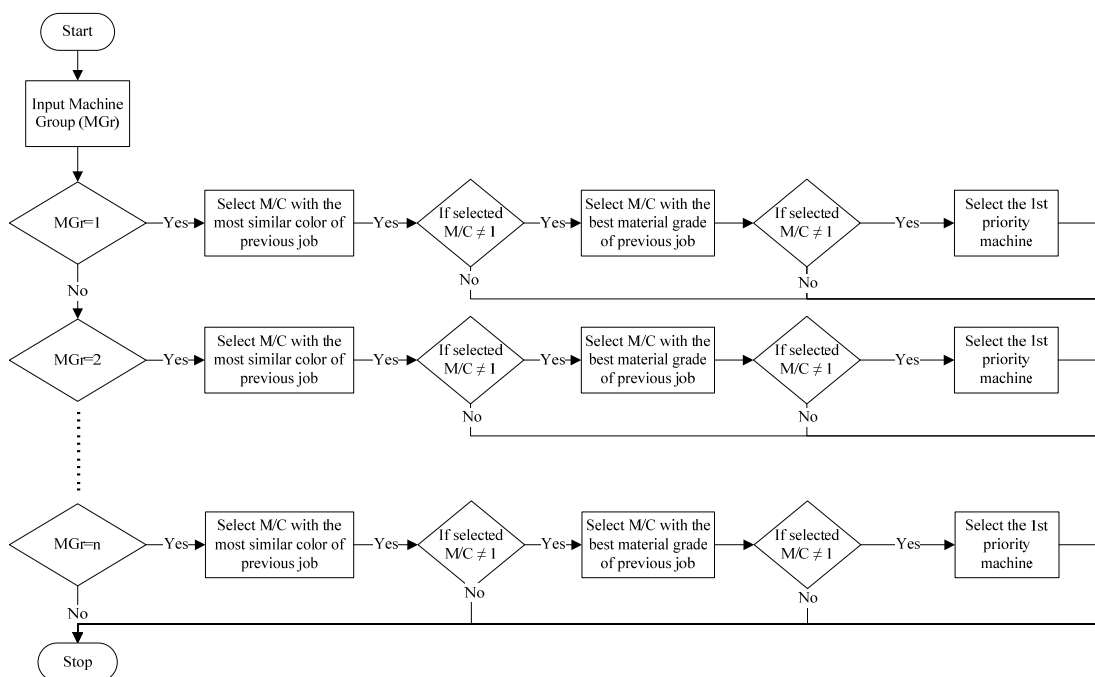 Start
Input Machine
Group (MGr)
MGr=1
Yes
Select M/C with the
most similar color of
previous job
Yes
If selected
M/C ≠ 1
Yes
Select M/C with the
best material grade
of previous job
If selected
M/C ≠ 1
Yes
Select the 1st
priority
machine
No
No
No
MGr=2
Yes
Select M/C with the
most similar color of
previous job
Yes
If selected
M/C ≠ 1
Yes
Select M/C with the
best material grade
of previous job
If selected
M/C ≠ 1
Yes
Select the 1st
priority
machine
No
No
MGr=n
Yes
Select M/C with the
most similar color of
previous job
Yes
If selected
M/C ≠ 1
Yes
Select M/C with the
best material grade
of previous job
If selected
M/C ≠ 1
Yes
Select the 1st
priority
machine
No
No
No
Stop